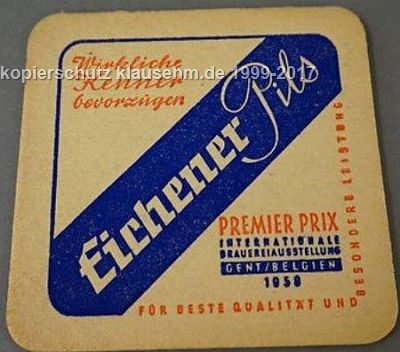 Wirkliche
kopierschutz klausehm.de 1999-2017
Kenner
bevorzugen
Eichener Pils
PREMIER PRIX
INTERNATIONALE
BRAUEREIAUSSTELLUNG
GENT/BELGIEN
1958
FÜR BESTE QUALITÄT UND
BESONDERE LEISTUNG